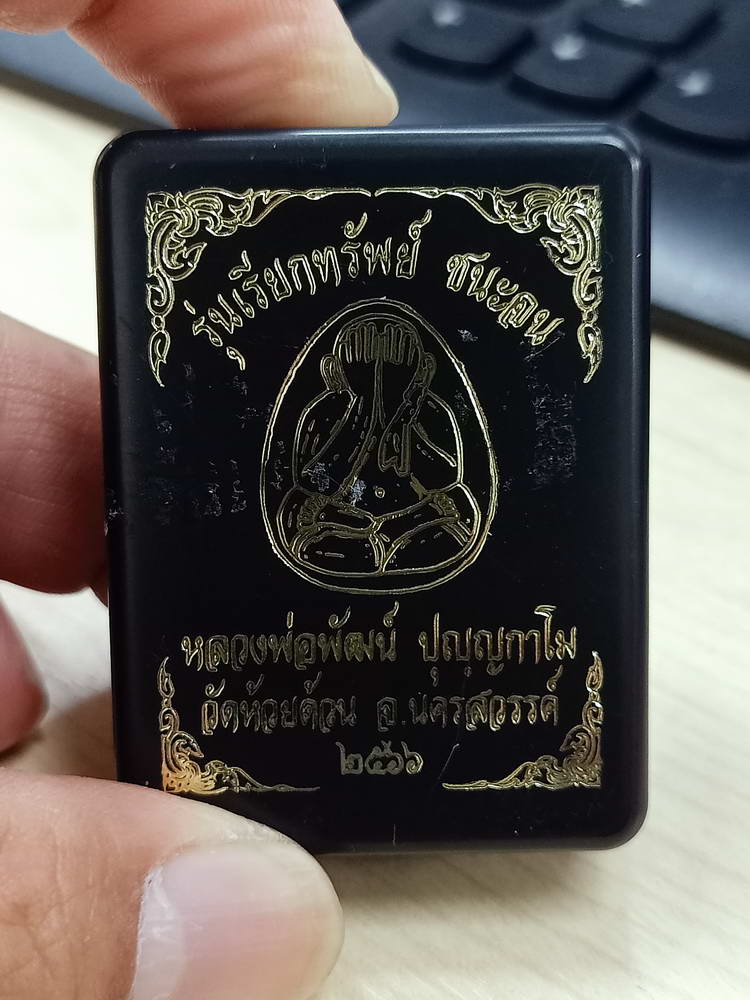 รุ่นเรียกทรัพย์ ชนะจน
หลวงพ่อพัฒน์ ปุญฺญกาโม
วัดห้วยด้วน จ.นครสวรรค์
๒๕๖๖